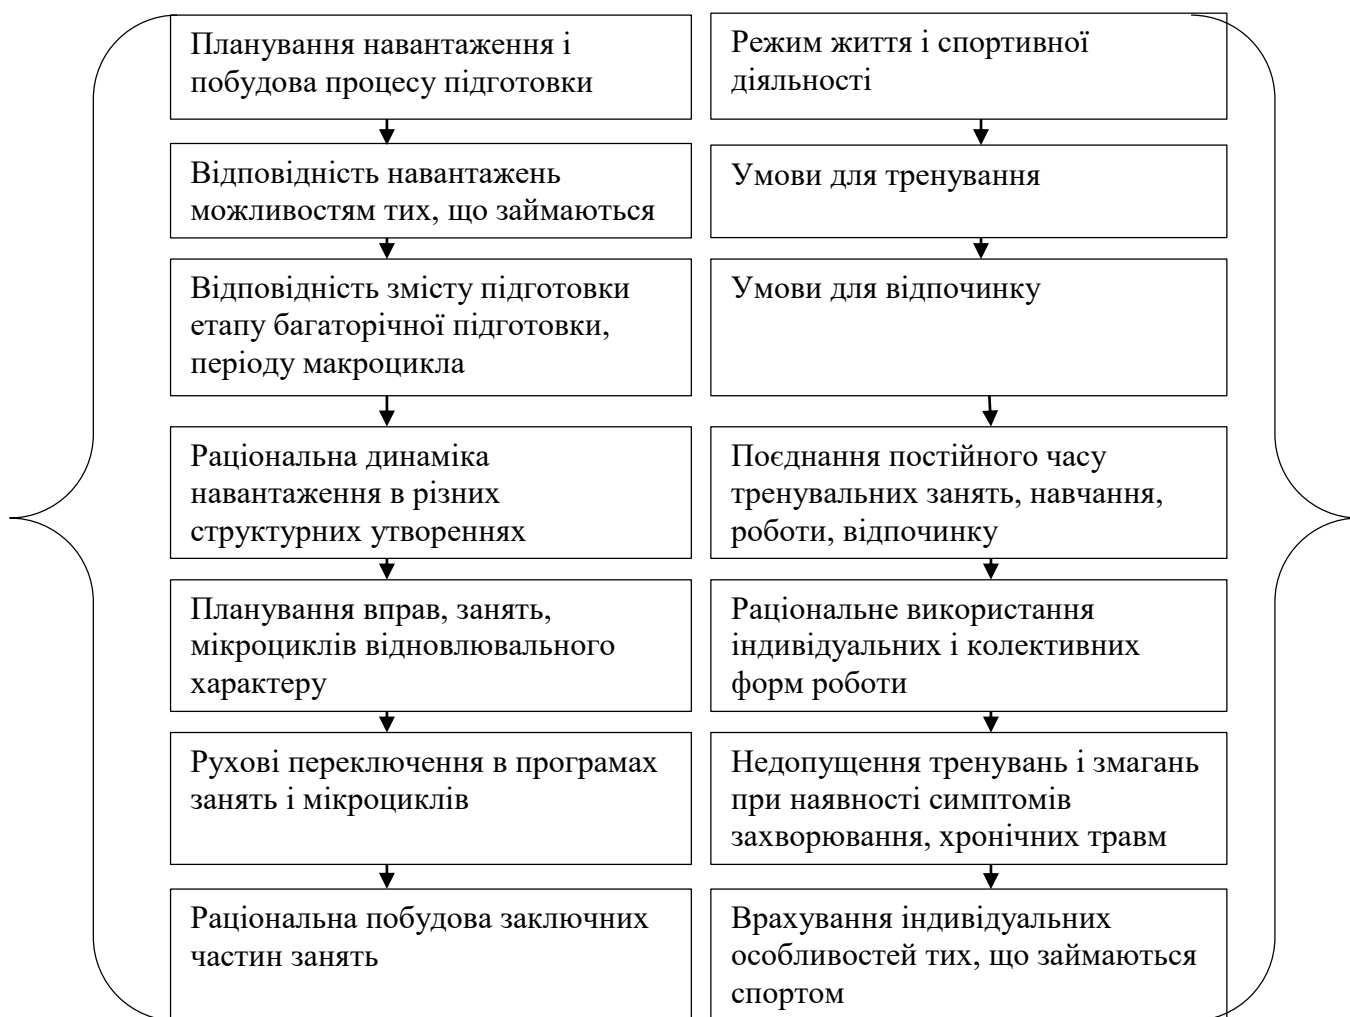 Планування навантаження і
побудова процесу підготовки
Відповідність навантажень
можливостям тих, що займаються
Відповідність змісту підготовки
етапу багаторічної підготовки,
періоду макроцикла
Раціональна динаміка
навантаження в різних
структурних утвореннях
Планування вправ, занять,
мікроциклів відновлювального
характеру
Рухові переключення в програмах
занять і мікроциклів
Раціональна побудова заключних
частин занять
Режим життя і спортивної
діяльності
Умови для тренування
Умови для відпочинку
Поєднання постійного часу
тренувальних занять, навчання,
роботи, відпочинку
Раціональне використання
індивідуальних і колективних
форм роботи
Недопущення тренувань і змагань
при наявності симптомів
захворювання, хронічних травм
Врахування індивідуальних
особливостей тих, що займаються
спортом